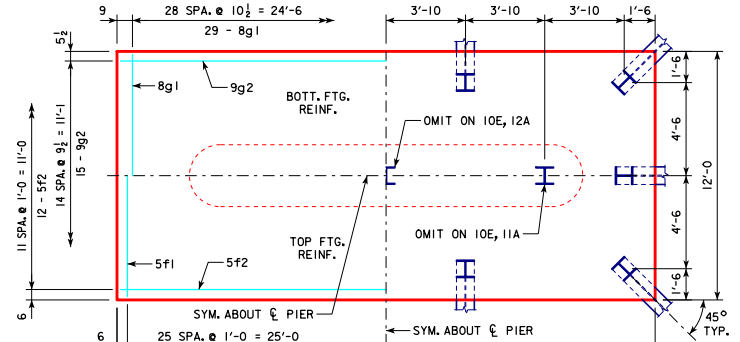 9
28 SPA. @ 10½ = 24'-6
29 - 8g1
3'-10
3'-10
3'-10
1'-6
5½
8g1
9g2
BOTT. FTG.
REINF.
OMIT ON 10E, 12A
1'-6
4'-6
12'-0
11 SPA. @ 1'-0 = 11'-0
12 - 5f2
14 SPA. @ 9½ = 11'-1
15 - 9g2
OMIT ON 10E, 11A
4'-6
TOP FTG.
REINF.
5f1
5f2
1'-6
6
SYM. ABOUT ℄ PIER
SYM. ABOUT ℄ PIER
45°
TYP.
6
25 SPA. @ 1'-0 = 25'-0